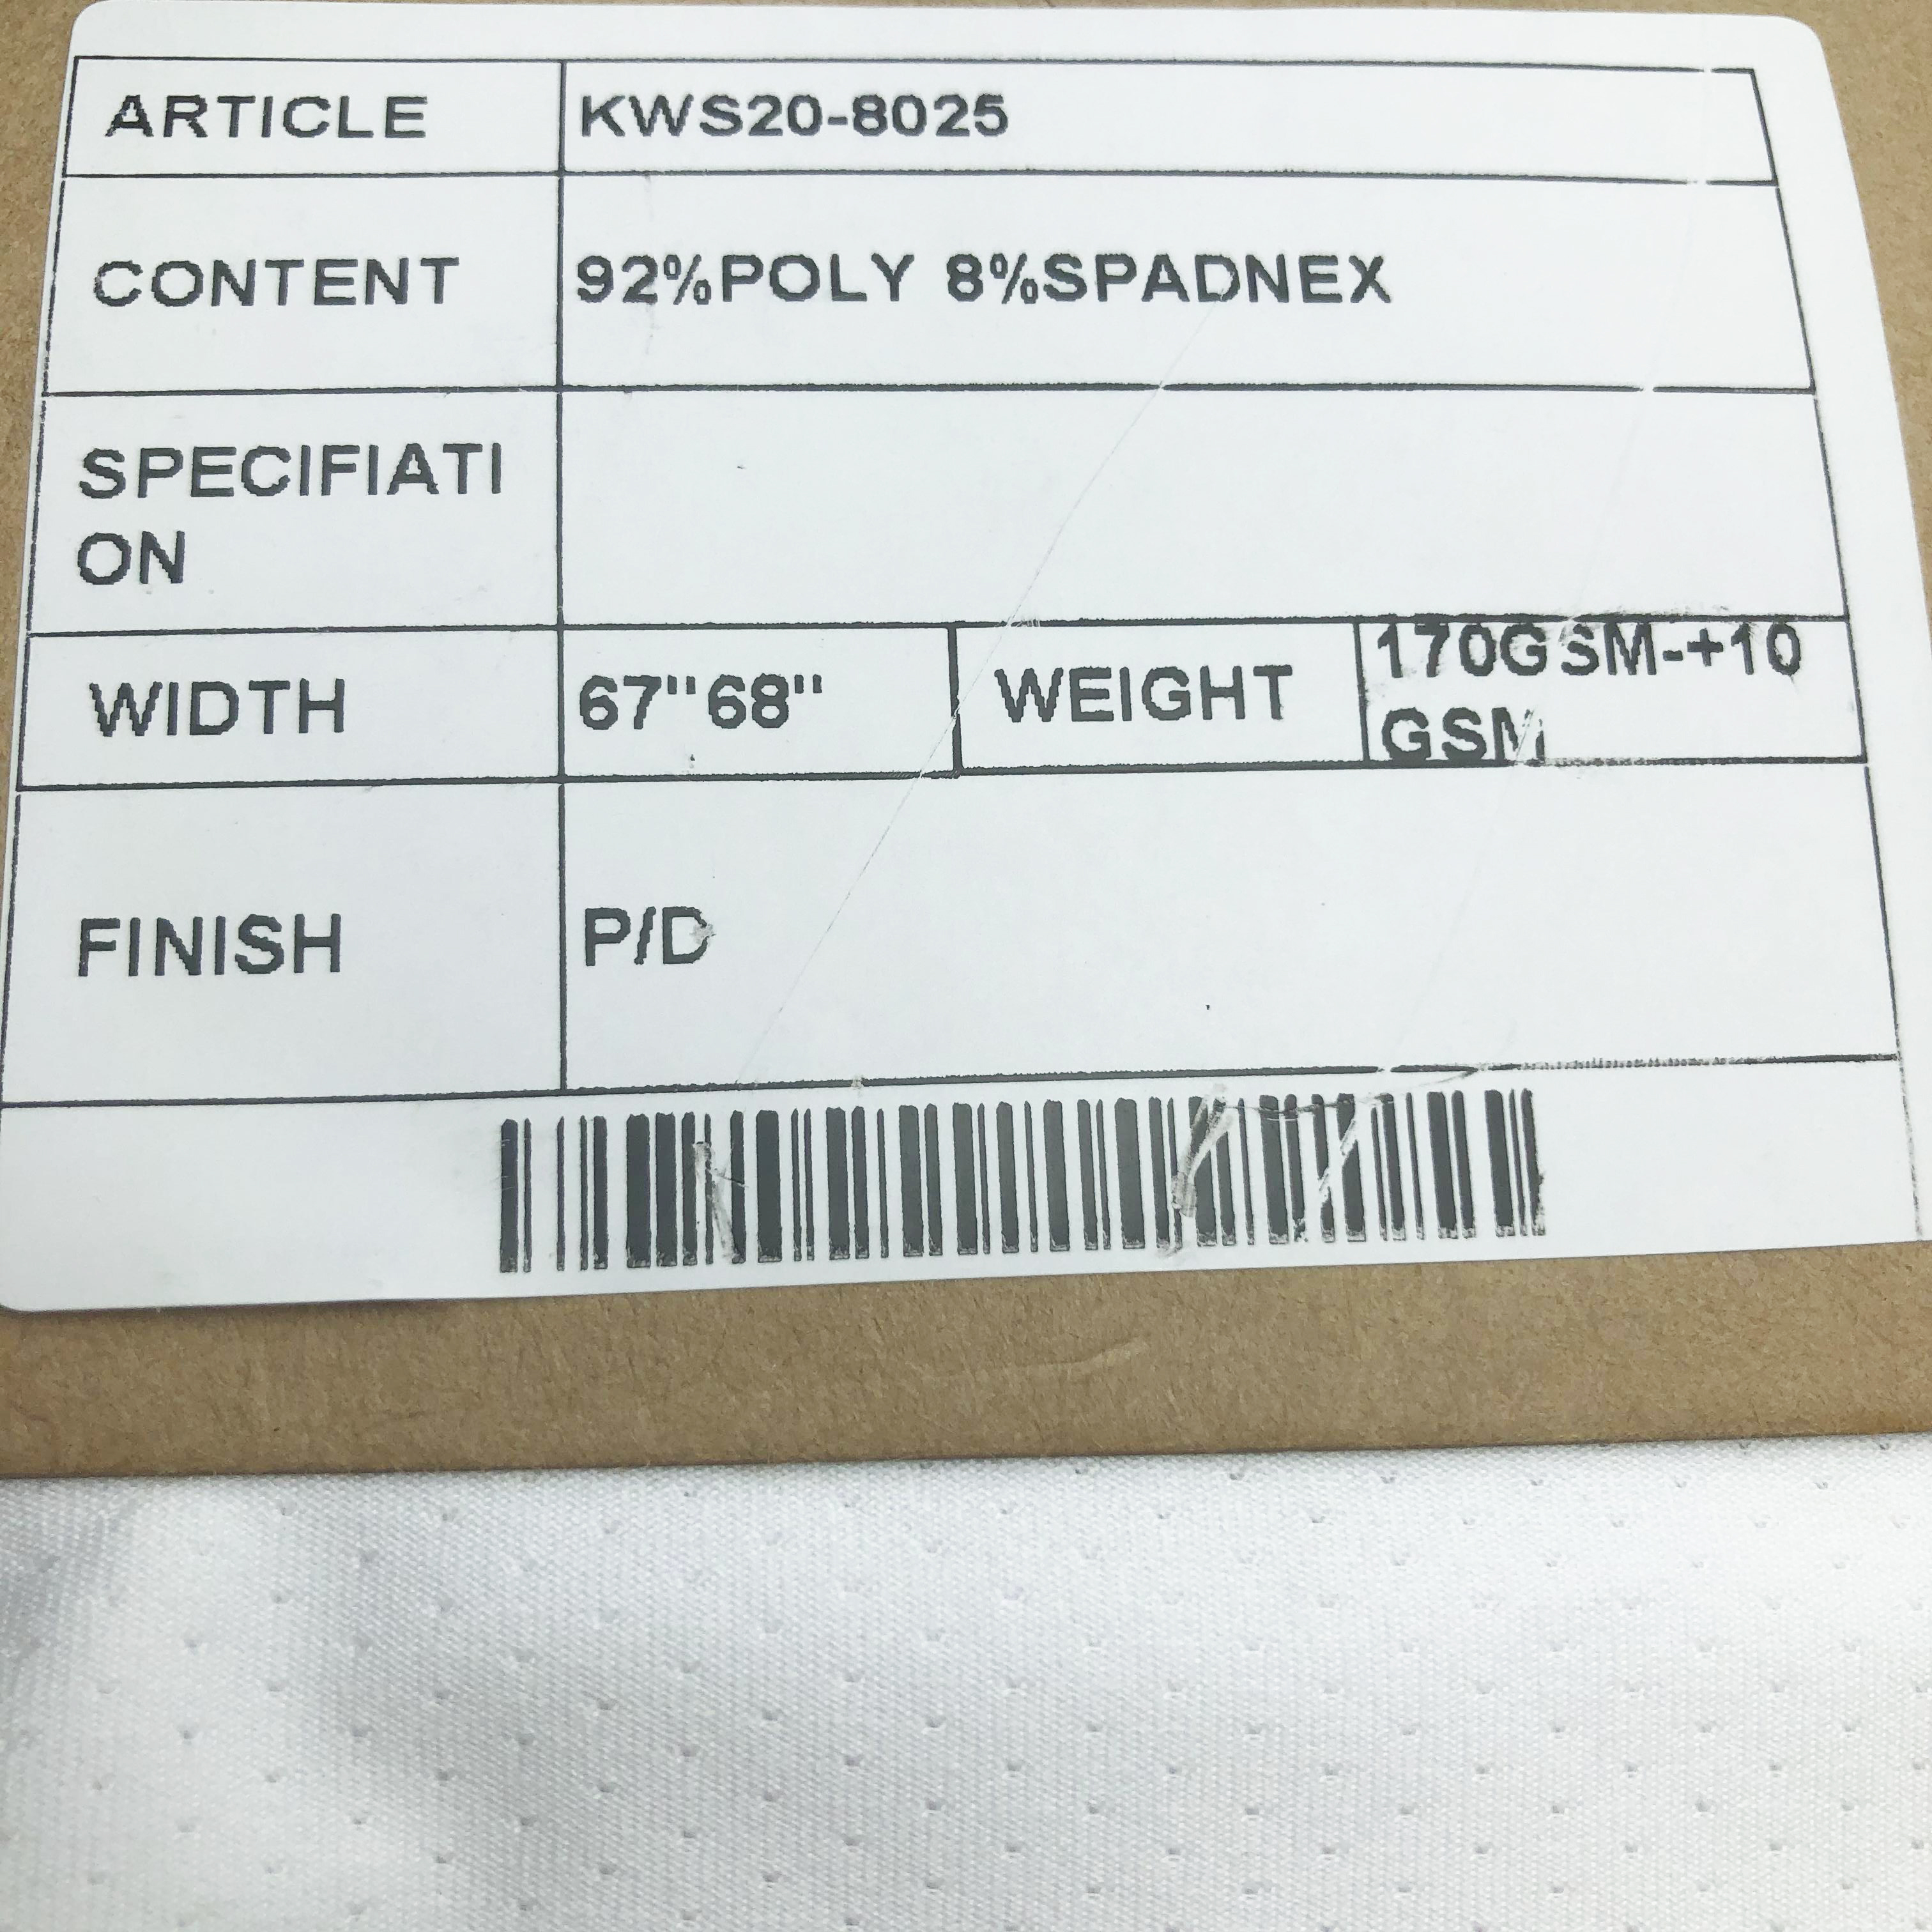 ARTICLE KWS20-8025
CONTENT 92%POLY 8%SPADNEX
SPECIFIATI
ON
WIDTH 67"68" WEIGHT 170GSM-+10
GSM
FINISH P/D